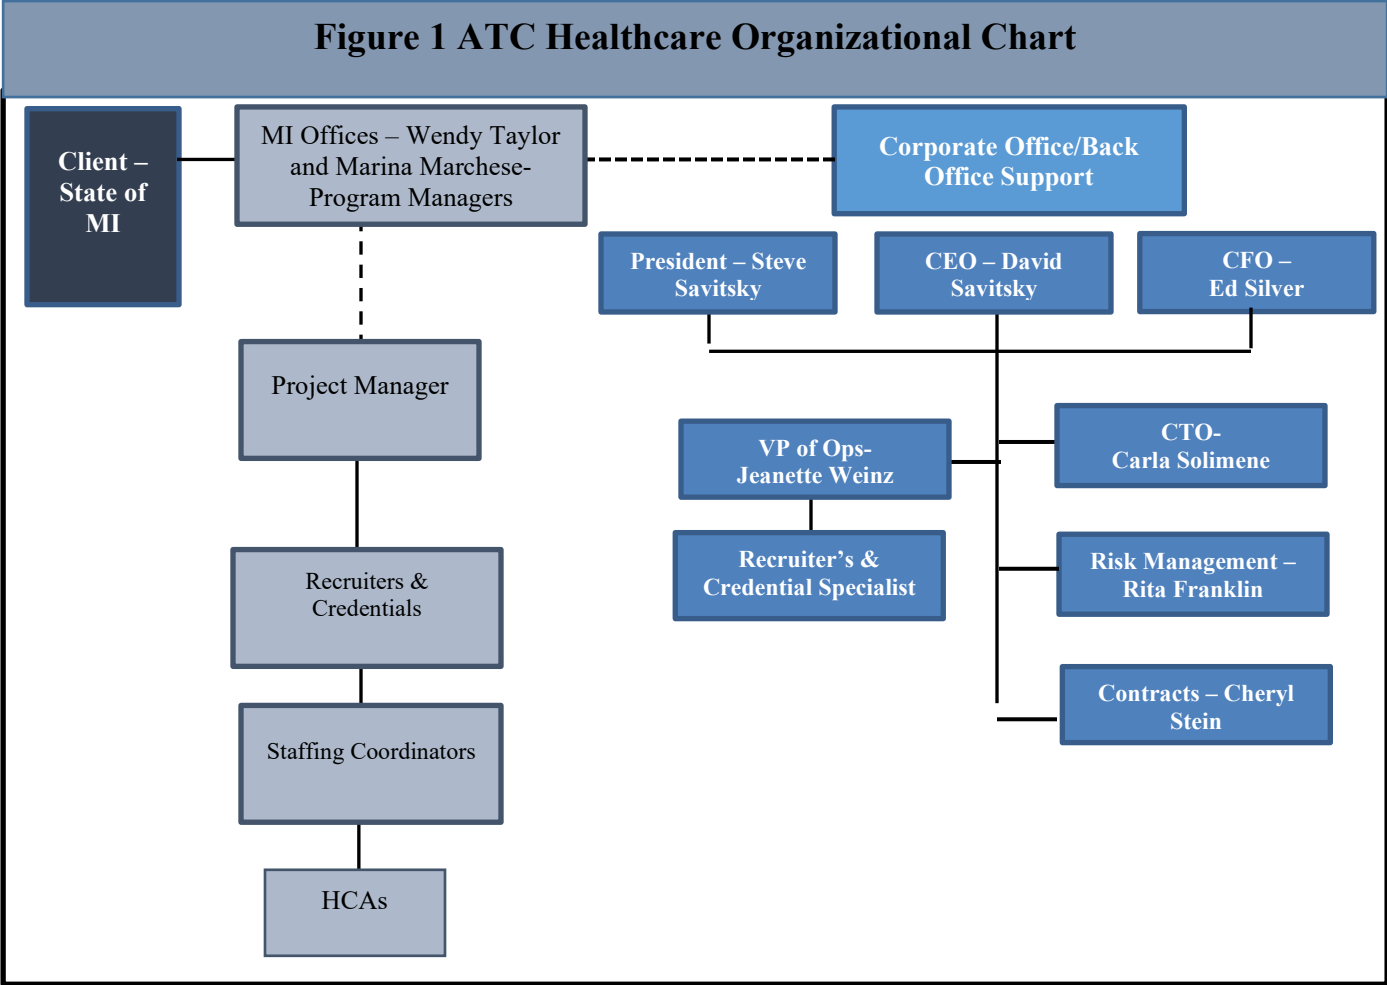 Figure 1 ATC Healthcare Organizational Chart
Client –
State of
MI
MI Offices – Wendy Taylor
and Marina Marchese-
Program Managers
Corporate Office/Back
Office Support
President – Steve
Savitsky
CEO – David
Savitsky
CFO –
Ed Silver
Project Manager
VP of Ops-
Jeanette Weinz
CTO-
Carla Solimene
Recruiters &
Credentials
Recruiter’s &
Credential Specialist
Risk Management –
Rita Franklin
Staffing Coordinators
Contracts – Cheryl
Stein
HCAs